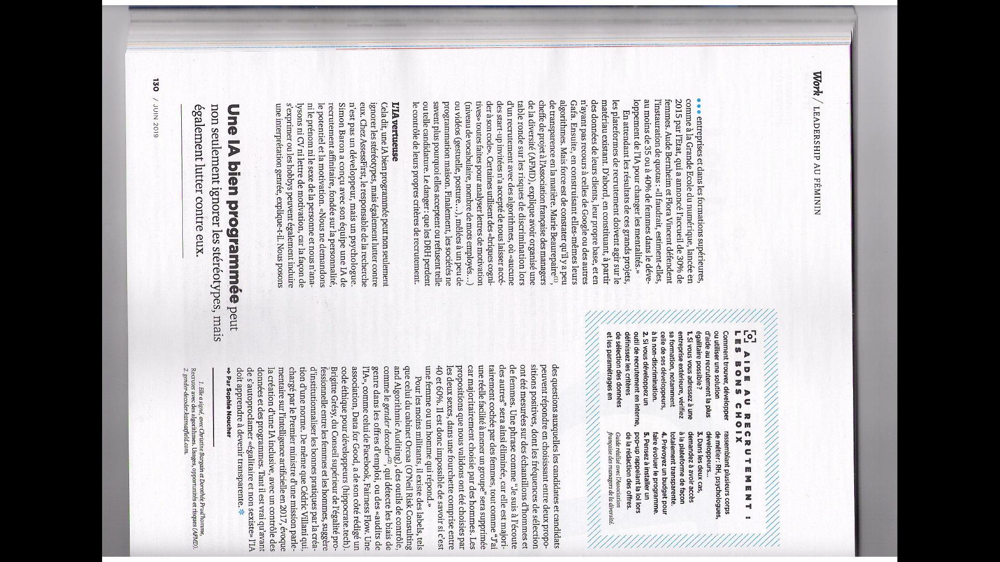 Work / LEADERSHIP AU FÉMININ
●●● entreprises et dans les formations supérieures,
comme à la Grande Ecole du numérique, lancée en
2015 par l'Etat, qui a annoncé l'accueil de 30% de
femmes. Aude Bernheim et Flora Vincent défendent
l'instauration de quotas : «Il faudrait, estiment-elles,
au moins de 35 ou à 40% de femmes dans le déve-
loppement de l'IA pour changer les mentalités.»
En attendant les résultats de ces grands projets,
les plateformes de recrutement doivent agir sur le
matériau existant. D'abord, en constituant, à partir
des données de leurs clients, leur propre base, et en
n'ayant pas recours à celles de Google ou des autres
Gafa. Ensuite, en construisant elles-mêmes leurs
algorithmes. Mais force est de constater qu'il y a peu
de transparence en la matière. Marie Beaurepaire(1),
cheffe de projet à l'Association française des managers
de la diversité (AFMD), explique avoir organisé une
table ronde sur les risques de discrimination lors
d'un recrutement avec des algorithmes, où «aucune
des start-up invitées n'a accepté de nous laisser accé-
der à son code». Certaines utilisent des «briques cogni-
tives» toutes faites pour analyser lettres de motivation
(niveau de vocabulaire, nombre de mots employés…)
ou vidéos (gestuelle, posture…), mêlées à un peu de
programmation maison. Finalement, les sociétés ne
savent plus pourquoi elles acceptent ou refusent telle
ou telle candidature. Le danger : que les DRH perdent
le contrôle de leurs propres critères de recrutement.
L'IA vertueuse
Cela dit, une IA bien programmée peut non seulement
ignorer les stéréotypes, mais également lutter contre
eux. Chez AssessFirst, le responsable de la recherche
n'est pas un développeur, mais un psychologue.
Simon Baron a conçu avec son équipe une IA de
recrutement affinitaire, fondée sur la personnalité,
le potentiel et la motivation. «Nous ne demandons
ni le prénom ni le sexe de la personne et nous n'ana-
lysons ni CV ni lettre de motivation, car la façon de
s'exprimer ou les hobbys peuvent également induire
une interprétation genrée, explique-t-il. Nous posons
Une IA bien programmée peut
non seulement ignorer les stéréotypes, mais
également lutter contre eux.
130 / JUIN 2019
AIDE AU RECRUTEMENT :
LES BONS CHOIX
Comment trouver, développer
ou utiliser une solution
d'aide au recrutement la plus
égalitaire possible ?
1. Si vous vous adressez à une
entreprise extérieure, vérifiez
sa formation, notamment
celle de ses développeurs,
à la non-discrimination.
2. Si vous développez un
outil de recrutement en interne,
définissez les critères
de sélection des données
et les paramétrages en
rassemblant plusieurs corps
de métier : RH, psychologues,
développeurs…
3. Dans les deux cas,
demandez à avoir accès
à la plateforme de façon
totalement transparente.
4. Prévoyez un budget pour
faire évoluer le programme.
5. Pensez à installer un
pop-up rappelant la loi lors
de la rédaction des offres.
Guide réalisé avec l'Association
française des managers de la diversité.
des questions auxquelles les candidates et candidats
peuvent répondre en choisissant entre deux propo-
sitions positives, dont les fréquences de sélection
ont été mesurées sur des échantillons d'hommes et
de femmes. Une phrase comme “Je suis à l'écoute
des autres” sera ainsi éliminée, car elle est majori-
tairement cochée par des femmes, tout comme “J'ai
une réelle facilité à mener un groupe” sera supprimée
car majoritairement choisie par des hommes. Les
propositions que nous validons ont été choisies par
les deux sexes, dans une fourchette comprise entre
40 et 60%. Il est donc impossible de savoir si c'est
une femme ou un homme qui répond.»
Pour les moins militants, il existe des labels, tels
que celui du cabinet Orcaa (O'Neil Risk Consulting
and Algorithmic Auditing), des outils de contrôle,
comme le gender decoder(2), qui détecte les biais de
genre dans les offres d'emploi, ou des «audits de
l'IA», comme celui de Facebook, Fairness Flow. Une
association, Data for Good, a de son côté rédigé un
code éthique pour développeurs (hippocrate.tech).
Brigitte Grésy, du Conseil supérieur de l'égalité pro-
fessionnelle entre les femmes et les hommes, suggère
d'institutionnaliser les bonnes pratiques par la créa-
tion d'une norme. De même que Cédric Villani qui,
chargé par le Premier ministre d'une mission parle-
mentaire sur l'intelligence artificielle en 2017, évoque
la création d'une IA inclusive, avec un contrôle des
données et des programmes. Tant il est vrai qu'avant
de s'autoproclamer «égalitaire et non sexiste» l'IA
doit apprendre à devenir transparente. *
Par Sophie Noucher
1. Elle a signé, avec Christine Bargain et Dorothée Prud'homme,
Recruter avec des algorithmes. Usages, opportunités et risques (AFMD).
2. gender-decoder.katmatfield.com.